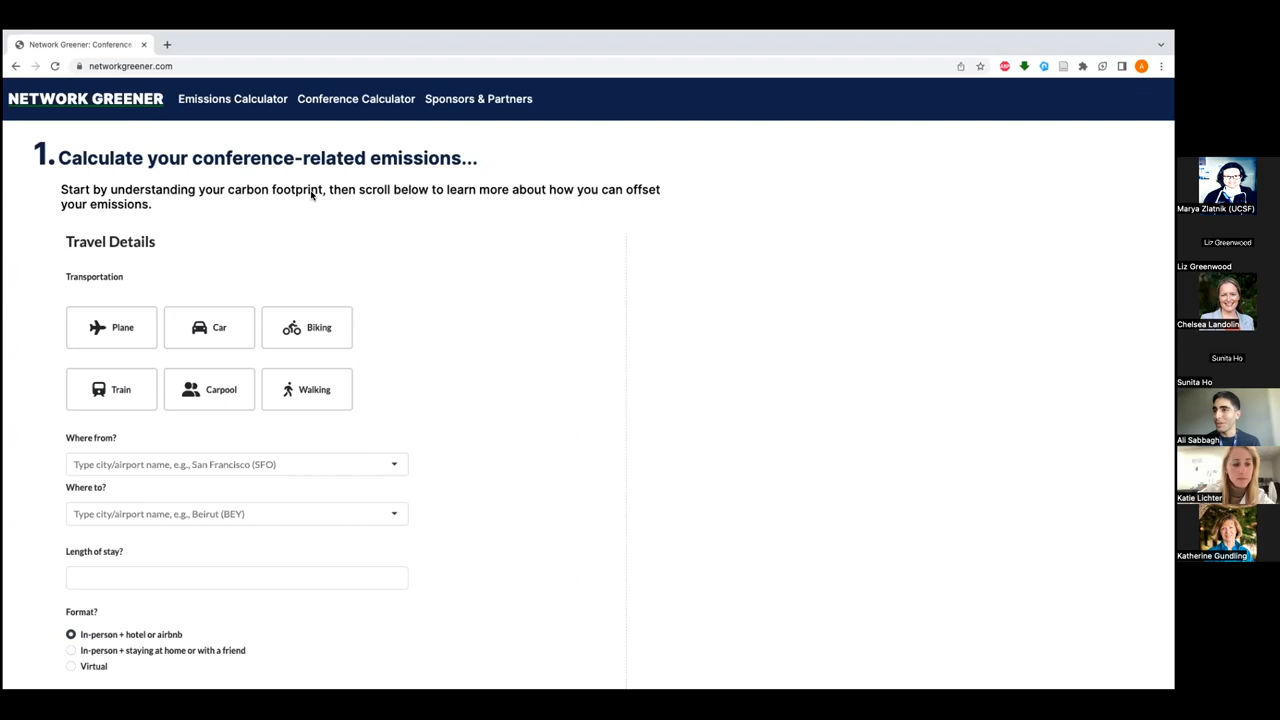 Network Greener: Conference
networkgreener.com
NETWORK GREENER
Emissions Calculator
Conference Calculator
Sponsors & Partners
1. Calculate your conference-related emissions...
Start by understanding your carbon footprint, then scroll below to learn more about how you can offset
your emissions.
Travel Details
Transportation
Plane
Car
Biking
Train
Carpool
Walking
Where from?
Type city/airport name, e.g., San Francisco (SFO)
Where to?
Type city/airport name, e.g., Beirut (BEY)
Length of stay?
Format?
In-person + hotel or airbnb
In-person + staying at home or with a friend
Virtual
ABP
A
Marya Zlatnik (UCSF)
Liz Greenwood
Liz Greenwood
Chelsea Landolin
Sunita Ho
Sunita Ho
Ali Sabbagh
Katie Lichter
Katherine Gundling